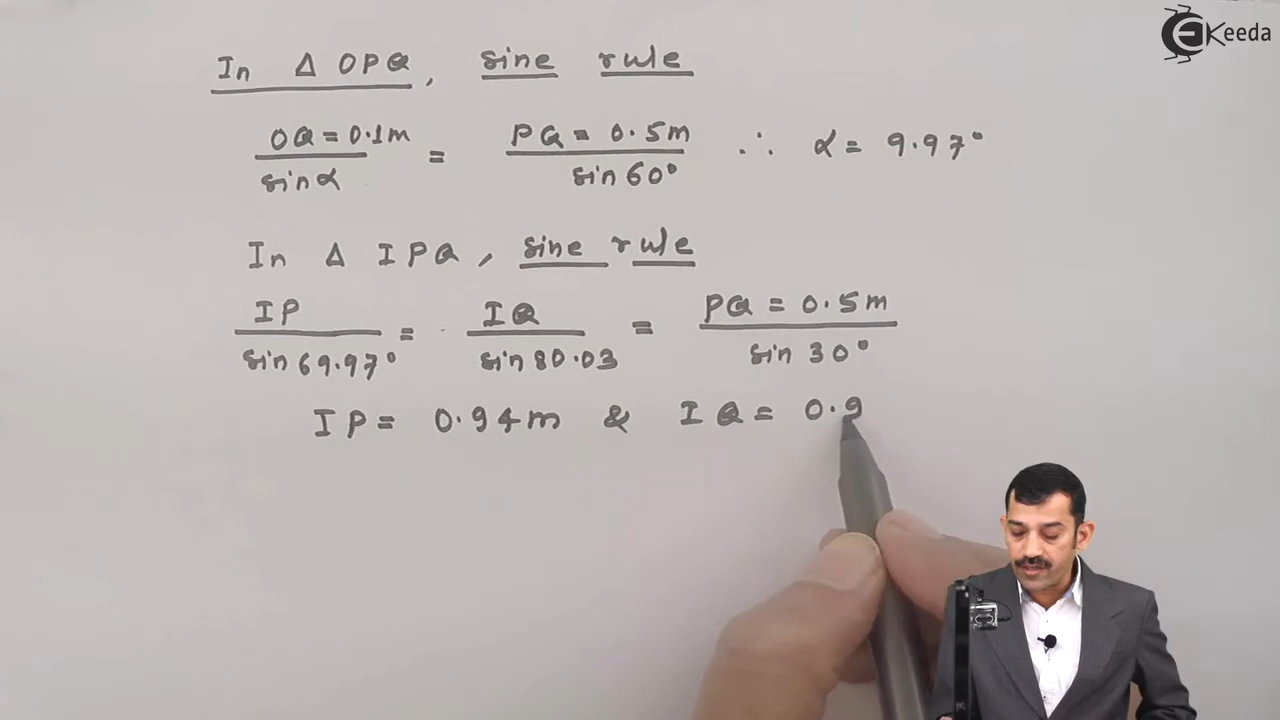 Keeda
In Δ OPQ, sine rule
OQ = 0.1m / sin α = PQ = 0.5m / sin 60° ∴ α = 9.97°
In Δ IPQ, sine rule
IP / sin 69.97° = IQ / sin 80.03 = PQ = 0.5m / sin 30°
IP = 0.94m & IQ = 0.9